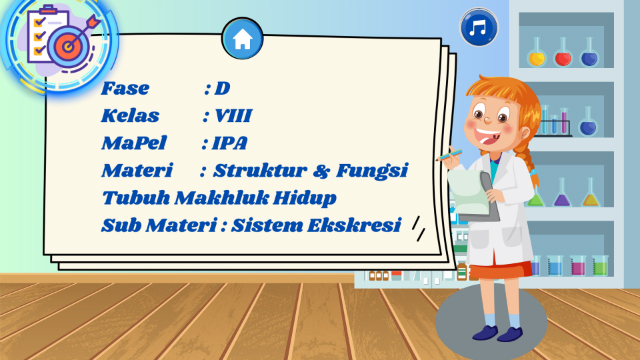 Fase : D
Kelas : VIII
MaPel : IPA
Materi : Struktur & Fungsi
Tubuh Makhluk Hidup
Sub Materi : Sistem Ekskresi